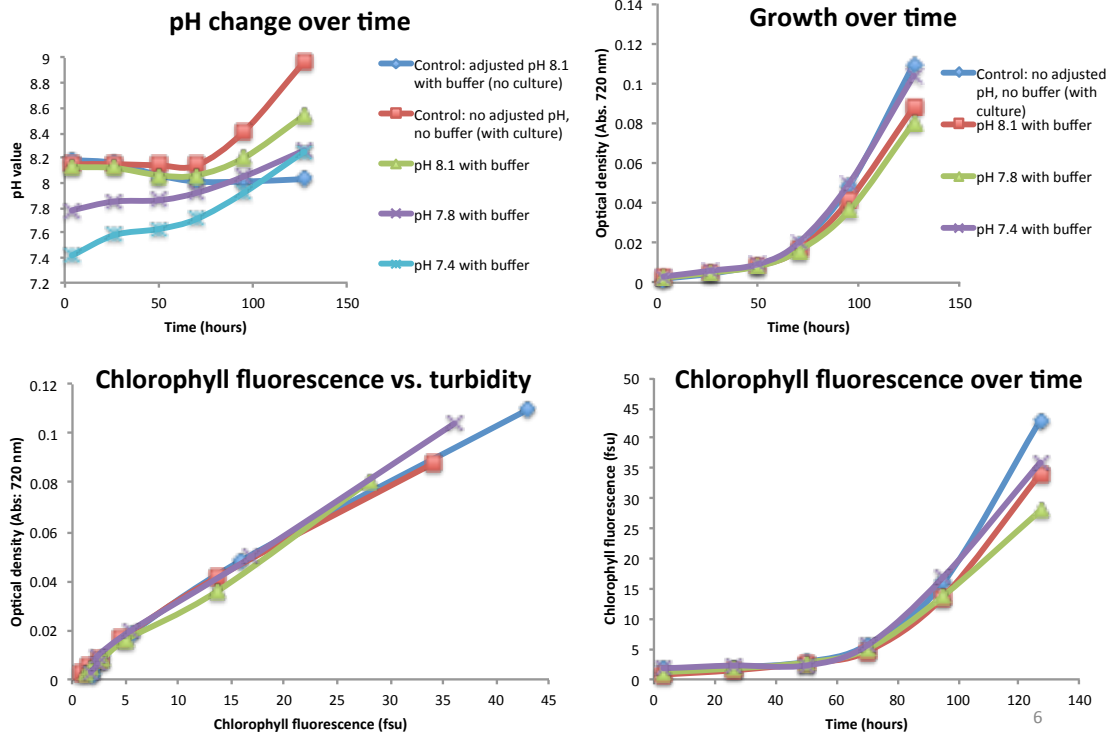 pH change over time
9
8.8
8.6
8.4
8.2
8
7.8
7.6
7.4
7.2
pH value
0
50
100
150
Time (hours)
Control: adjusted pH 8.1
with buffer (no culture)
Control: no adjusted pH,
no buffer (with culture)
pH 8.1 with buffer
pH 7.8 with buffer
pH 7.4 with buffer
Growth over time
0.14
0.12
0.1
0.08
0.06
0.04
0.02
0
Optical density (Abs. 720 nm)
0
50
100
150
Time (hours)
Control: no adjusted
pH, no buffer (with
culture)
pH 8.1 with buffer
pH 7.8 with buffer
pH 7.4 with buffer
Chlorophyll fluorescence vs. turbidity
0.12
0.1
0.08
0.06
0.04
0.02
0
Optical density (Abs: 720 nm)
0
5
10
15
20
25
30
35
40
45
Chlorophyll fluorescence (fsu)
Chlorophyll fluorescence over time
50
45
40
35
30
25
20
15
10
5
0
Chlorophyll fluorescence (fsu)
0
20
40
60
80
100
120
140
Time (hours)
6